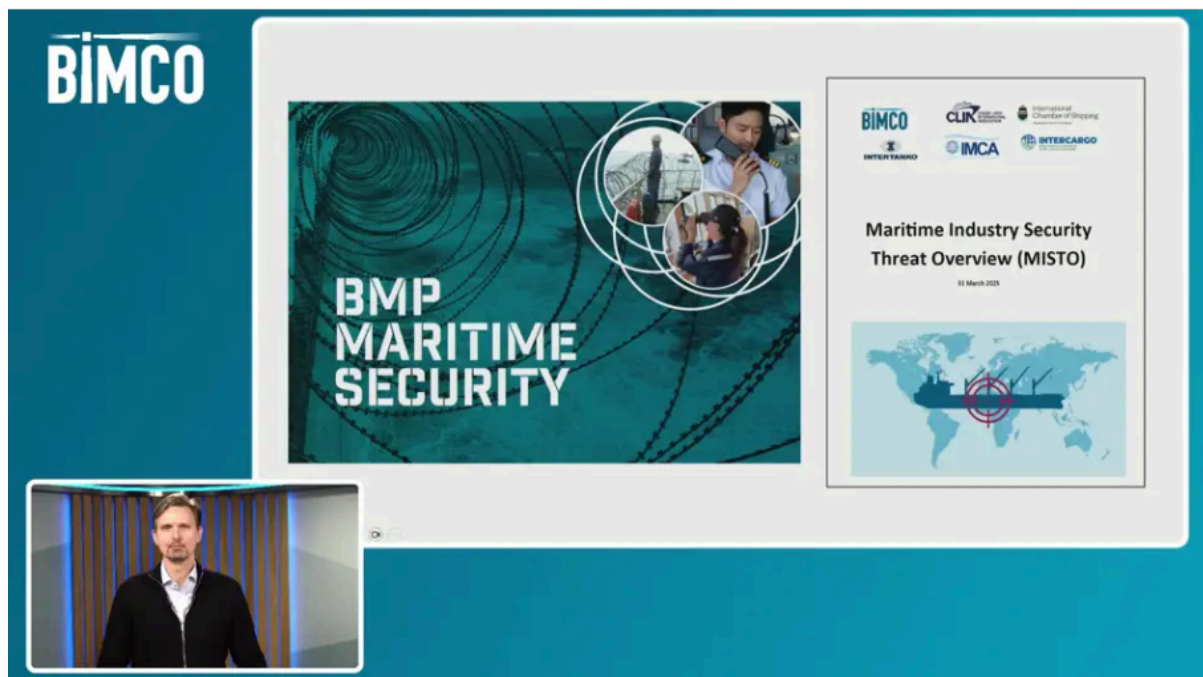 BIMCO
BMP
MARITIME
SECURITY
BIMCO
CLIA
International
Chamber of Shipping
INTERTANKO
IMCA
INTERCARGO
Maritime Industry Security
Threat Overview (MISTO)
31 March 2025